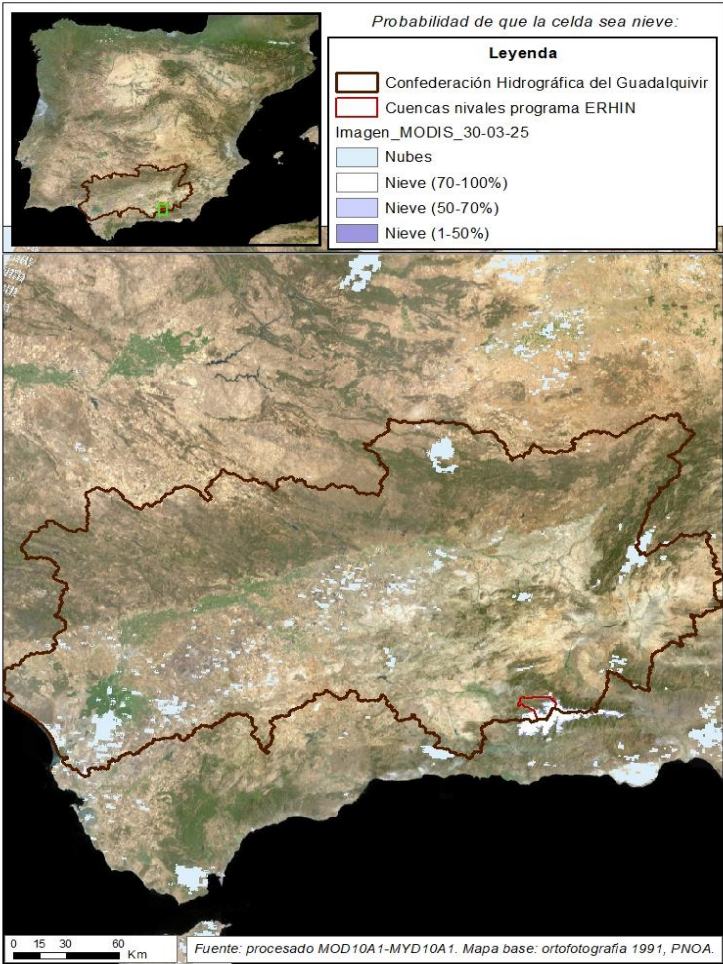 Probabilidad de que la celda sea nieve:
Leyenda
Confederación Hidrográfica del Guadalquivir
Cuencas nivales programa ERHIN
Imagen_MODIS_30-03-25
Nubes
Nieve (70-100%)
Nieve (50-70%)
Nieve (1-50%)
0 15 30 60
Km
Fuente: procesado MOD10A1-MYD10A1. Mapa base: ortofotografia 1991, PNOA.